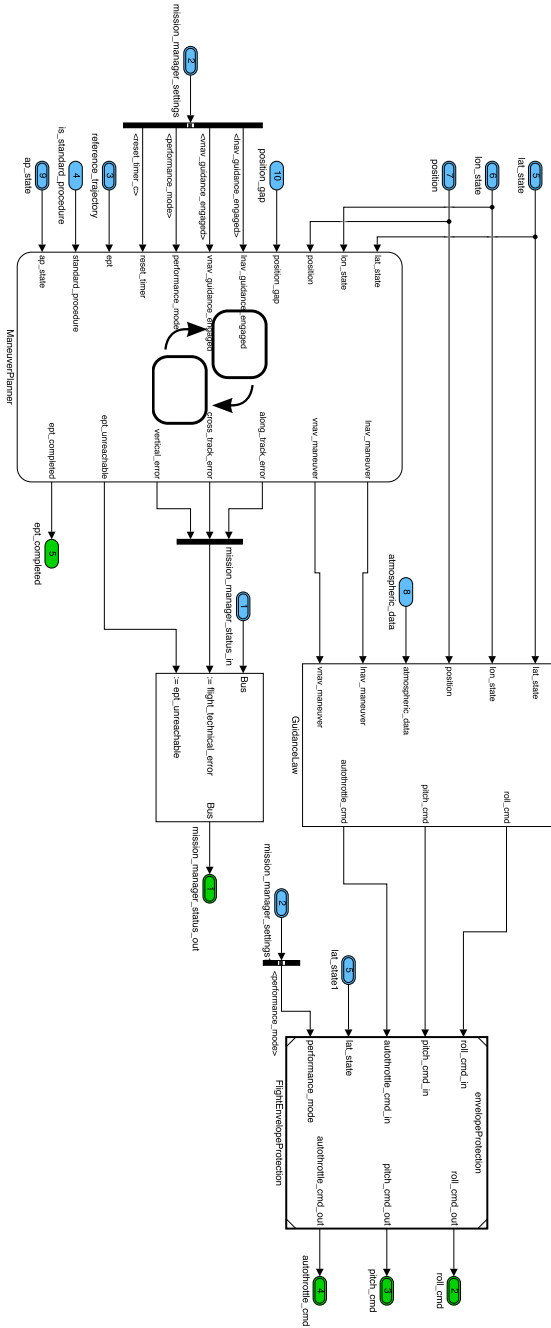 5
lat_state
6
lon_state
7
position
10
position_gap
2
mission_manager_settings
<lnav_guidance_engaged>
<vnav_guidance_engaged>
<performance_mode>
<reset_timer_c>
3
reference_trajectory
4
is_standard_procedure
9
ap_state
lat_state
lon_state
position
position_gap
lnav_guidance_engaged
vnav_guidance_engaged
performance_mode
reset_timer
ept
standard_procedure
ap_state
lnav_maneuver
vnav_maneuver
along_track_error
cross_track_error
vertical_error
ept_unreachable
ept_completed
ManeuverPlanner
5
ept_completed
8
atmospheric_data
1
mission_manager_status_in
lat_state
lon_state
position
atmospheric_data
lnav_maneuver
vnav_maneuver
roll_cmd
pitch_cmd
autothrottle_cmd
GuidanceLaw
Bus
:= flight_technical_error
:= ept_unreachable
Bus
1
mission_manager_status_out
5
lat_state1
2
mission_manager_settings
<performance_mode>
envelopeProtection
roll_cmd_in
pitch_cmd_in
autothrottle_cmd_in
lat_state
performance_mode
roll_cmd_out
pitch_cmd_out
autothrottle_cmd_out
FlightEnvelopeProtection
2
roll_cmd
3
pitch_cmd
4
autothrottle_cmd